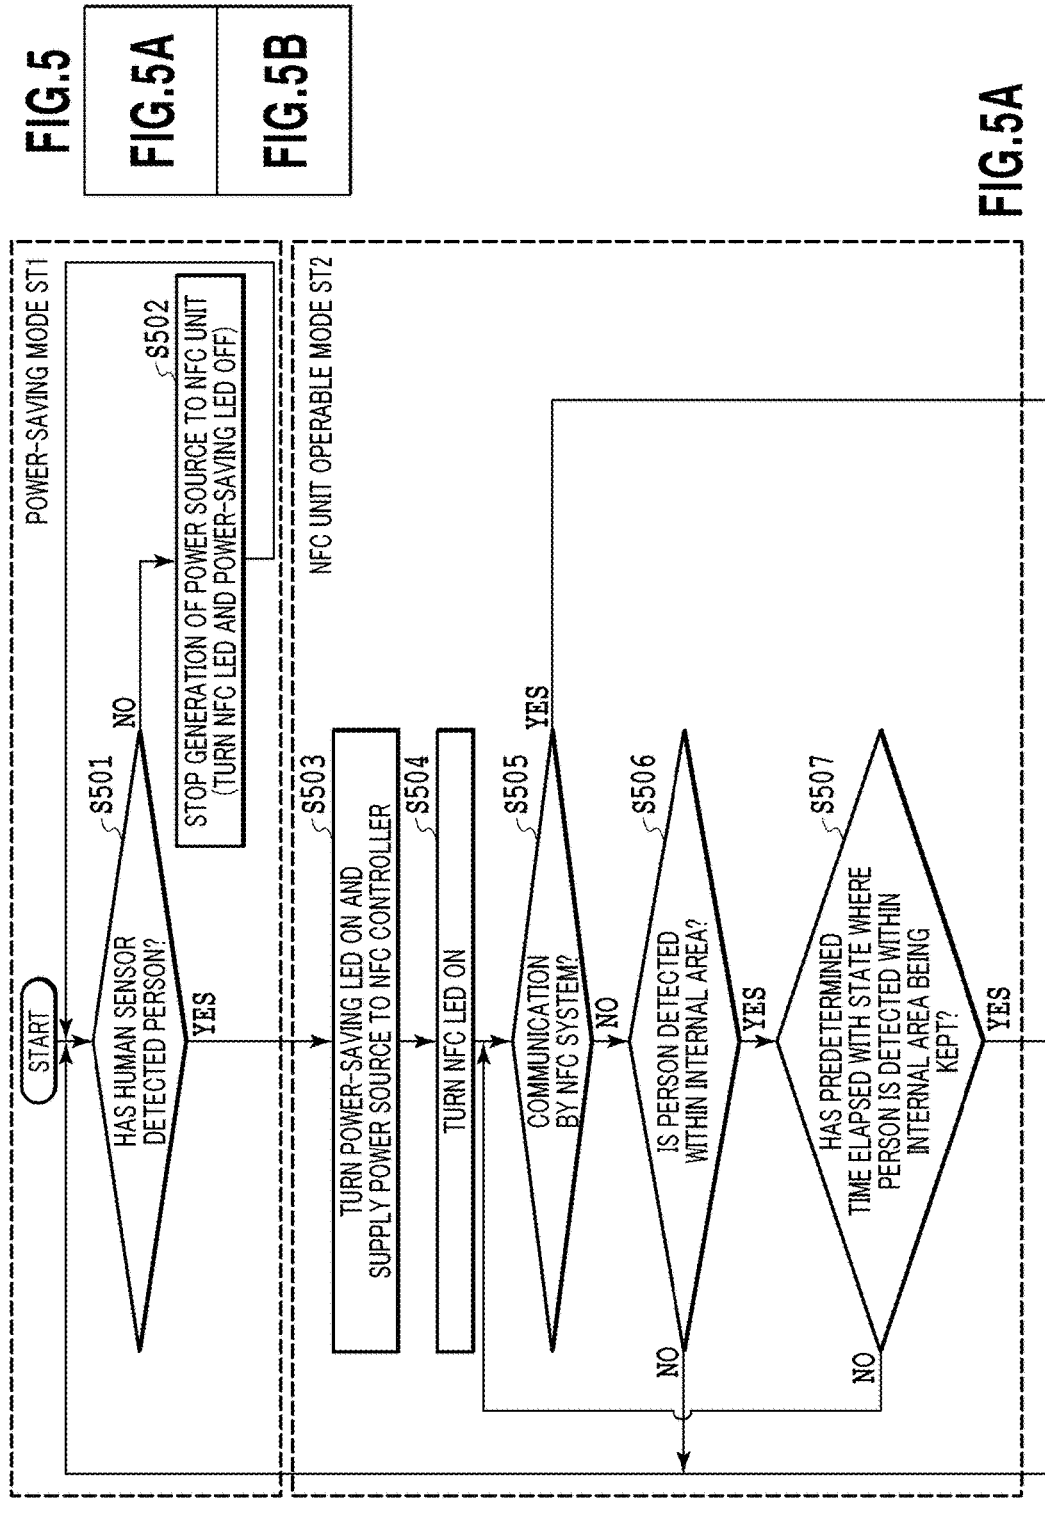 FIG.5
FIG.5A
FIG.5B
POWER-SAVING MODE ST1
START
S501
HAS HUMAN SENSOR
DETECTED PERSON?
NO
YES
S502
STOP GENERATION OF POWER SOURCE TO NFC UNIT
(TURN NFC LED AND POWER-SAVING LED OFF)
NFC UNIT OPERABLE MODE ST2
S503
TURN POWER-SAVING LED ON AND
SUPPLY POWER SOURCE TO NFC CONTROLLER
S504
TURN NFC LED ON
S505
COMMUNICATION
BY NFC SYSTEM?
YES
NO
S506
IS PERSON DETECTED
WITHIN INTERNAL AREA?
NO
YES
S507
HAS PREDETERMINED
TIME ELAPSED WITH STATE WHERE
PERSON IS DETECTED WITHIN
INTERNAL AREA BEING
KEPT?
NO
YES
FIG.5A